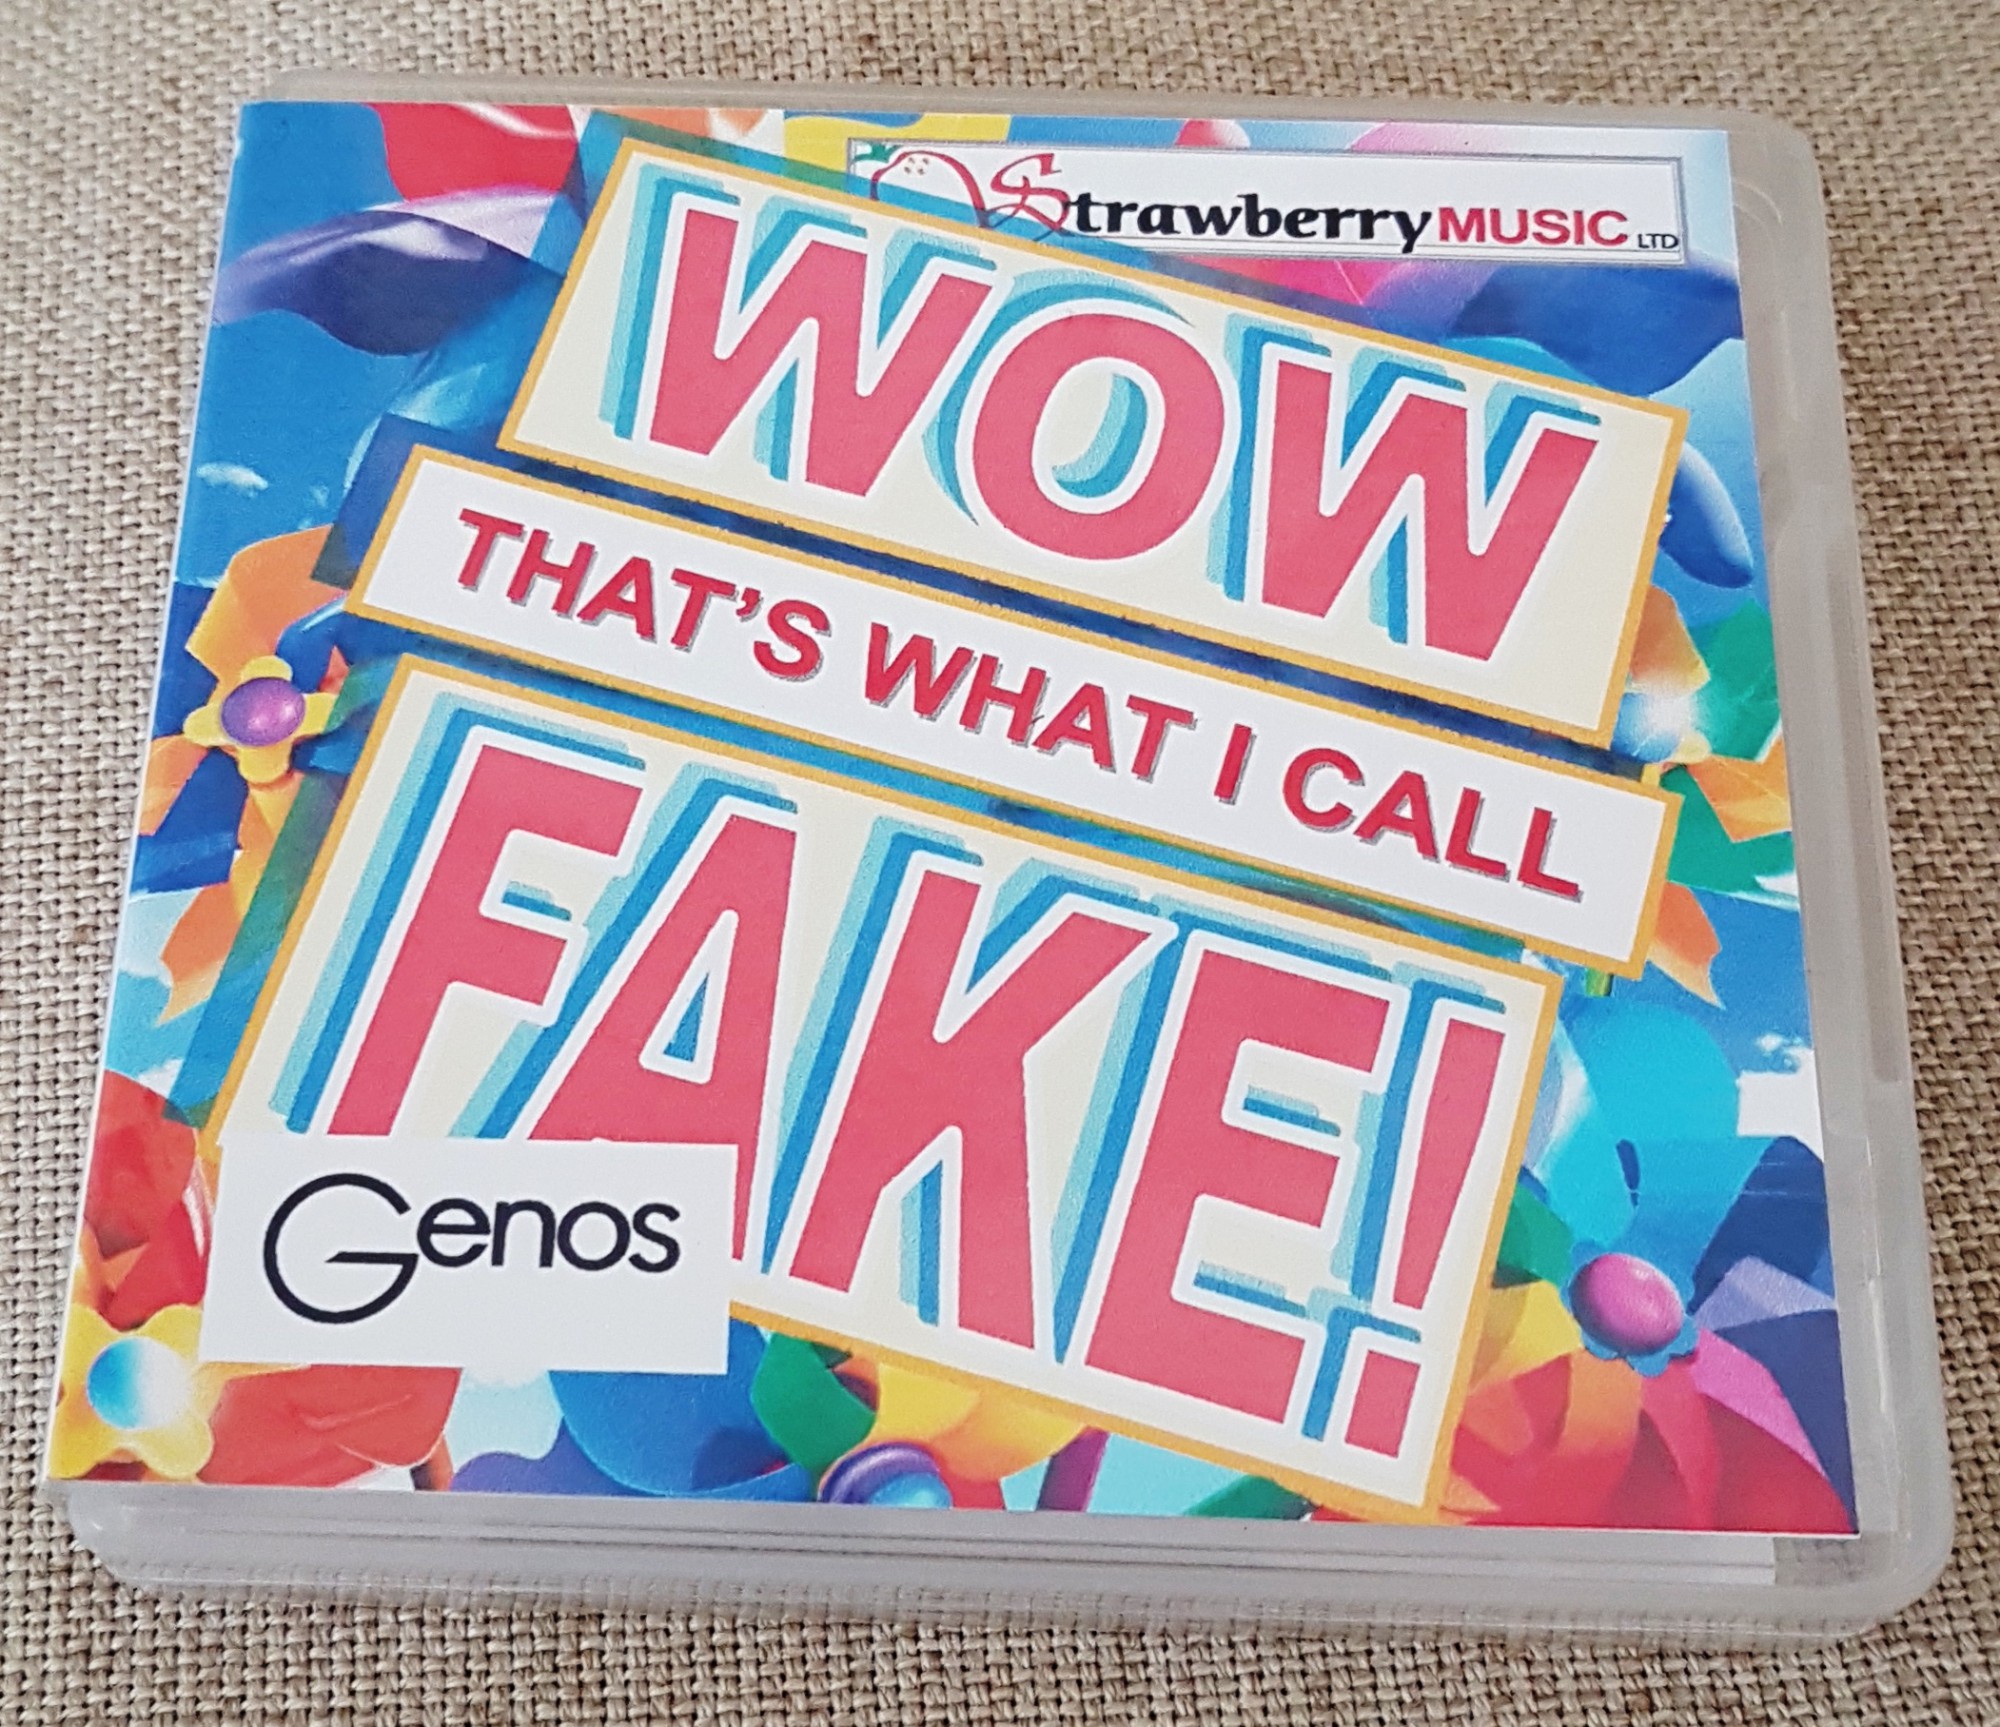 Strawberry MUSIC LTD
WOW
THAT'S WHAT I CALL
FAKE!
Genos